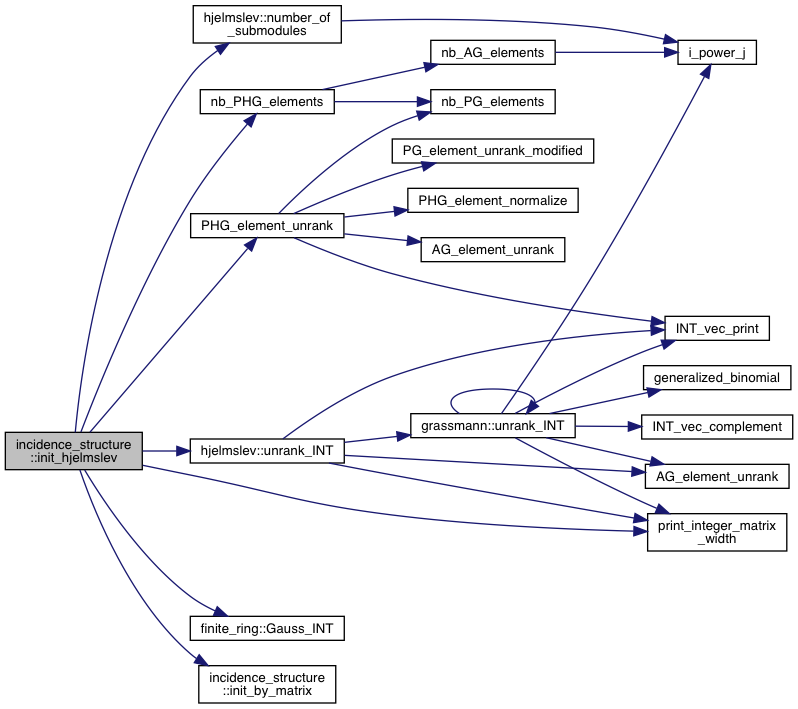 hjelmslev::number_of
_submodules
nb_AG_elements
i_power_j
nb_PHG_elements
nb_PG_elements
PG_element_unrank_modified
PHG_element_normalize
PHG_element_unrank
AG_element_unrank
INT_vec_print
generalized_binomial
grassmann::unrank_INT
INT_vec_complement
incidence_structure
::init_hjelmslev
hjelmslev::unrank_INT
AG_element_unrank
print_integer_matrix
_width
finite_ring::Gauss_INT
incidence_structure
::init_by_matrix